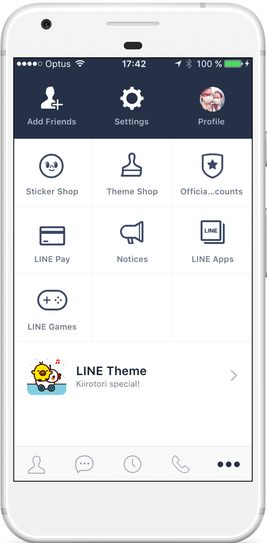 Optus 17:42 100 %
Add Friends Settings Profile
Sticker Shop Theme Shop Officia...counts
LINE
LINE Pay Notices LINE Apps
LINE Games
LINE Theme
Kiirotori special!